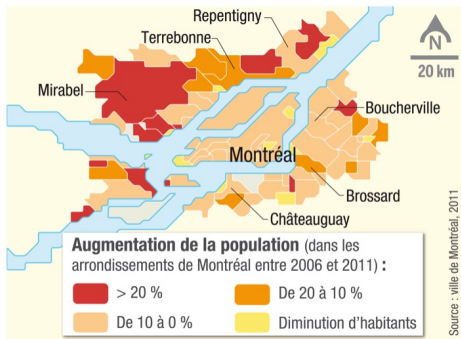 Repentigny
Terrebonne
N
20 km
Mirabel
Boucherville
Montréal
Brossard
Châteauguay
Augmentation de la population (dans les
arrondissements de Montréal entre 2006 et 2011) :
> 20 %
De 20 à 10 %
De 10 à 0 %
Diminution d'habitants
Source : ville de Montréal, 2011